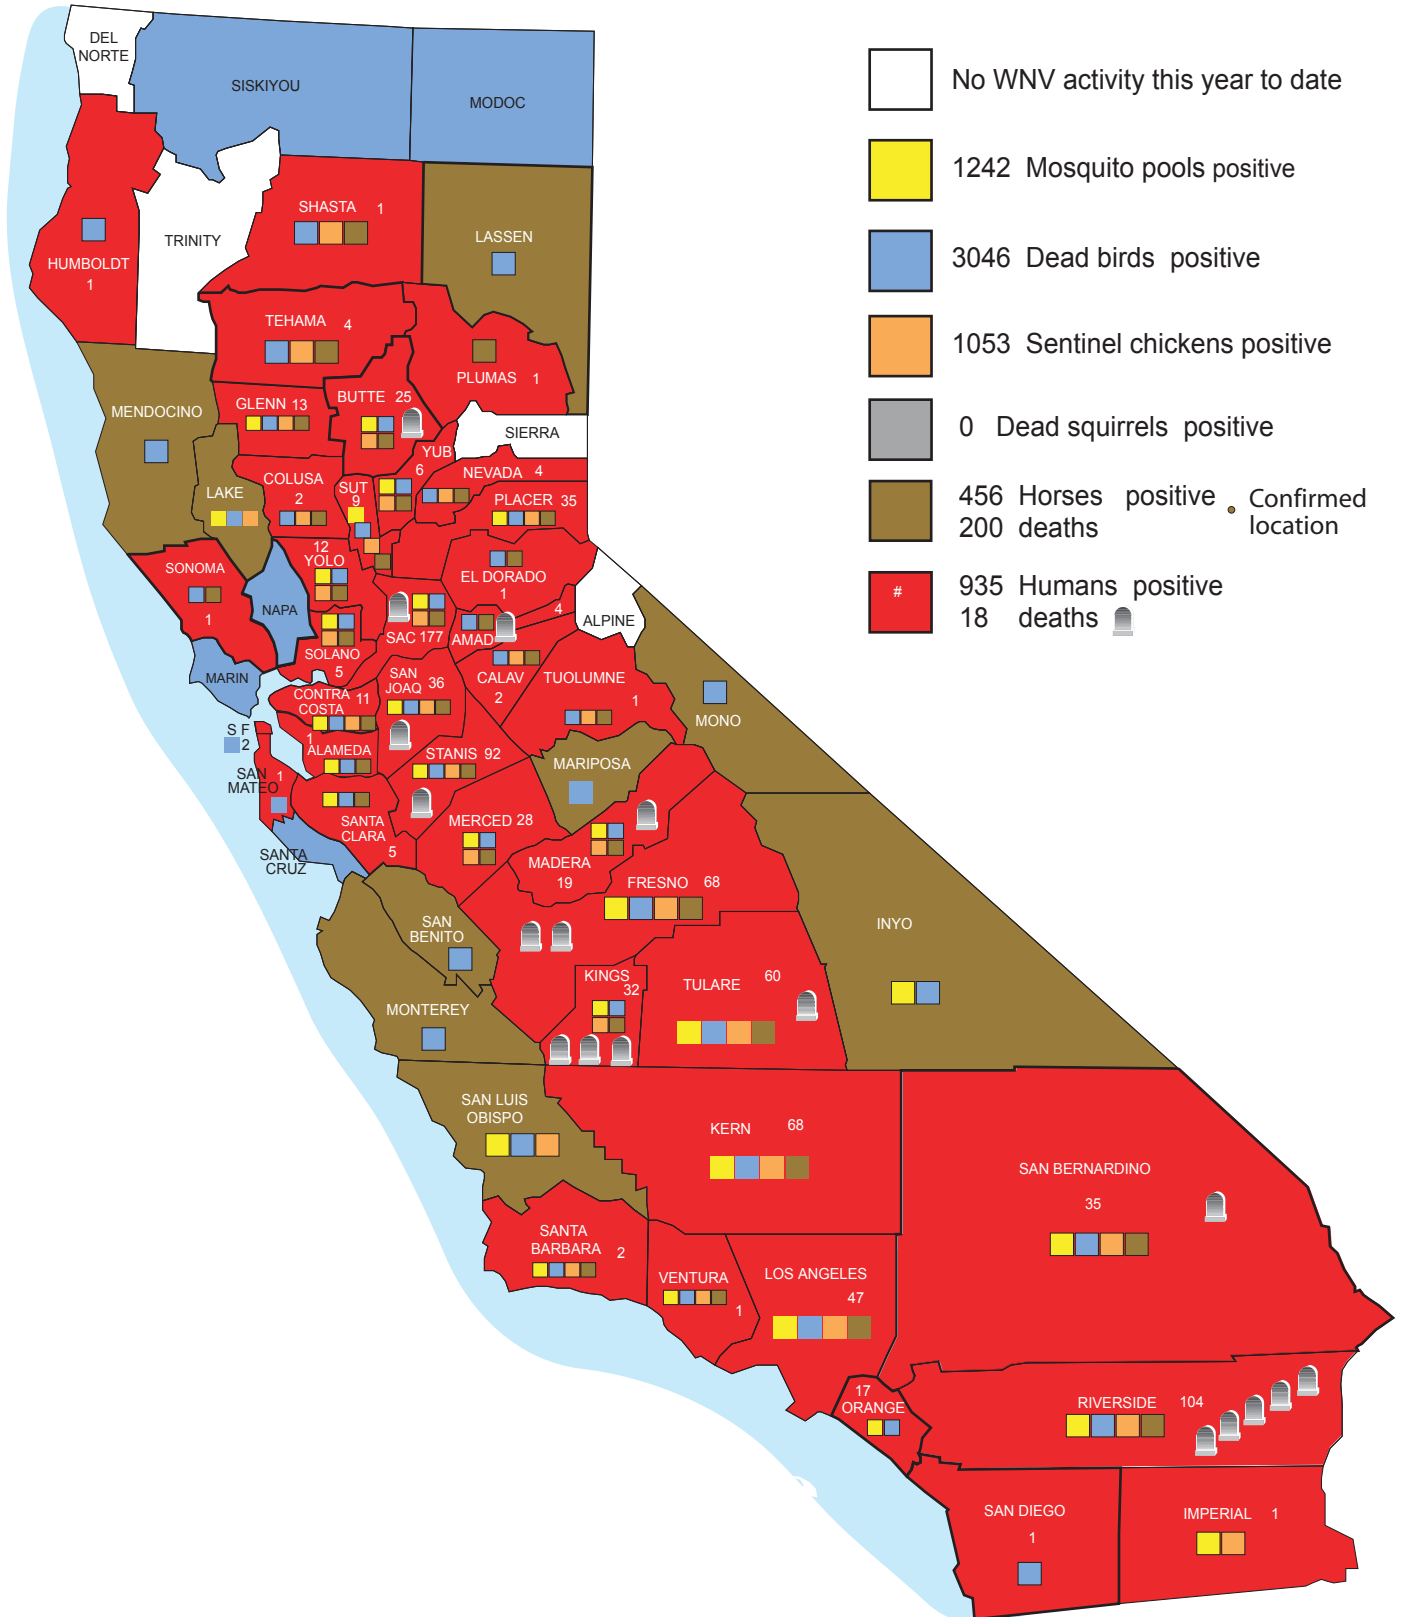 DEL
NORTE
SISKIYOU
MODOC
No WNV activity this year to date
1242 Mosquito pools positive
3046 Dead birds positive
1053 Sentinel chickens positive
0 Dead squirrels positive
456 Horses positive
200 deaths
Confirmed
location
#
935 Humans positive
18 deaths
SHASTA 1
TRINITY
LASSEN
HUMBOLDT
1
TEHAMA 4
PLUMAS 1
MENDOCINO
GLENN 13
BUTTE 25
SIERRA
YUB
6
LAKE
COLUSA
2
SUT
9
NEVADA 4
PLACER 35
SONOMA
1
NAPA
12
YOLO
EL DORADO
1
4
ALPINE
SAC 177
AMAD
SOLANO
5
MARIN
CONTRA
COSTA
11
SAN
JOAQ 36
CALAV
2
TUOLUMNE
1
MONO
S F
2
1
ALAMEDA
STANIS 92
MARIPOSA
SAN
MATEO
1
SANTA
CLARA
5
MERCED 28
SANTA
CRUZ
MADERA
19
FRESNO 68
SAN
BENITO
INYO
KINGS
32
TULARE 60
MONTEREY
SAN LUIS
OBISPO
KERN 68
SAN BERNARDINO
35
SANTA
BARBARA 2
VENTURA
1
LOS ANGELES
47
17
ORANGE
RIVERSIDE 104
SAN DIEGO
1
IMPERIAL 1